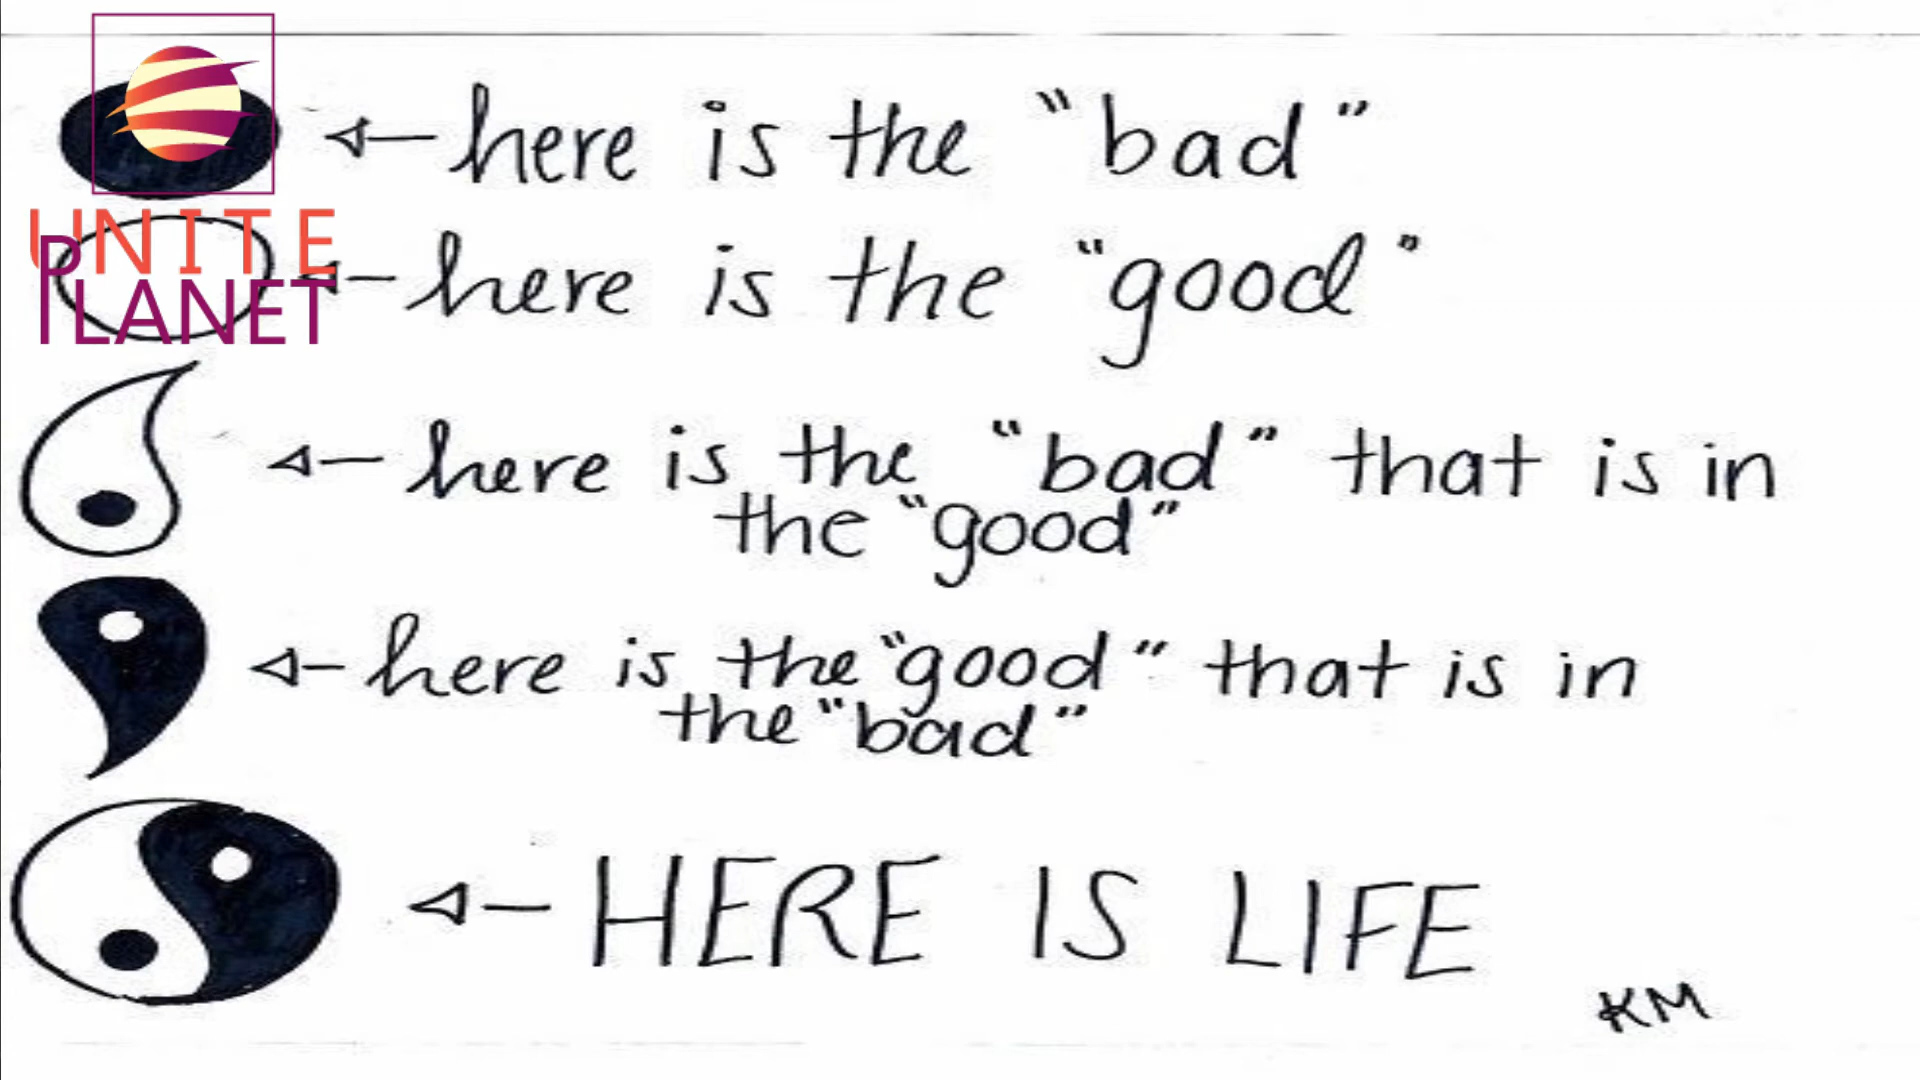 UNITE
PLANET
here is the "bad"
here is the "good"
here is the "bad" that is in
the "good"
here is the "good" that is in
the "bad"
HERE IS LIFE
KM